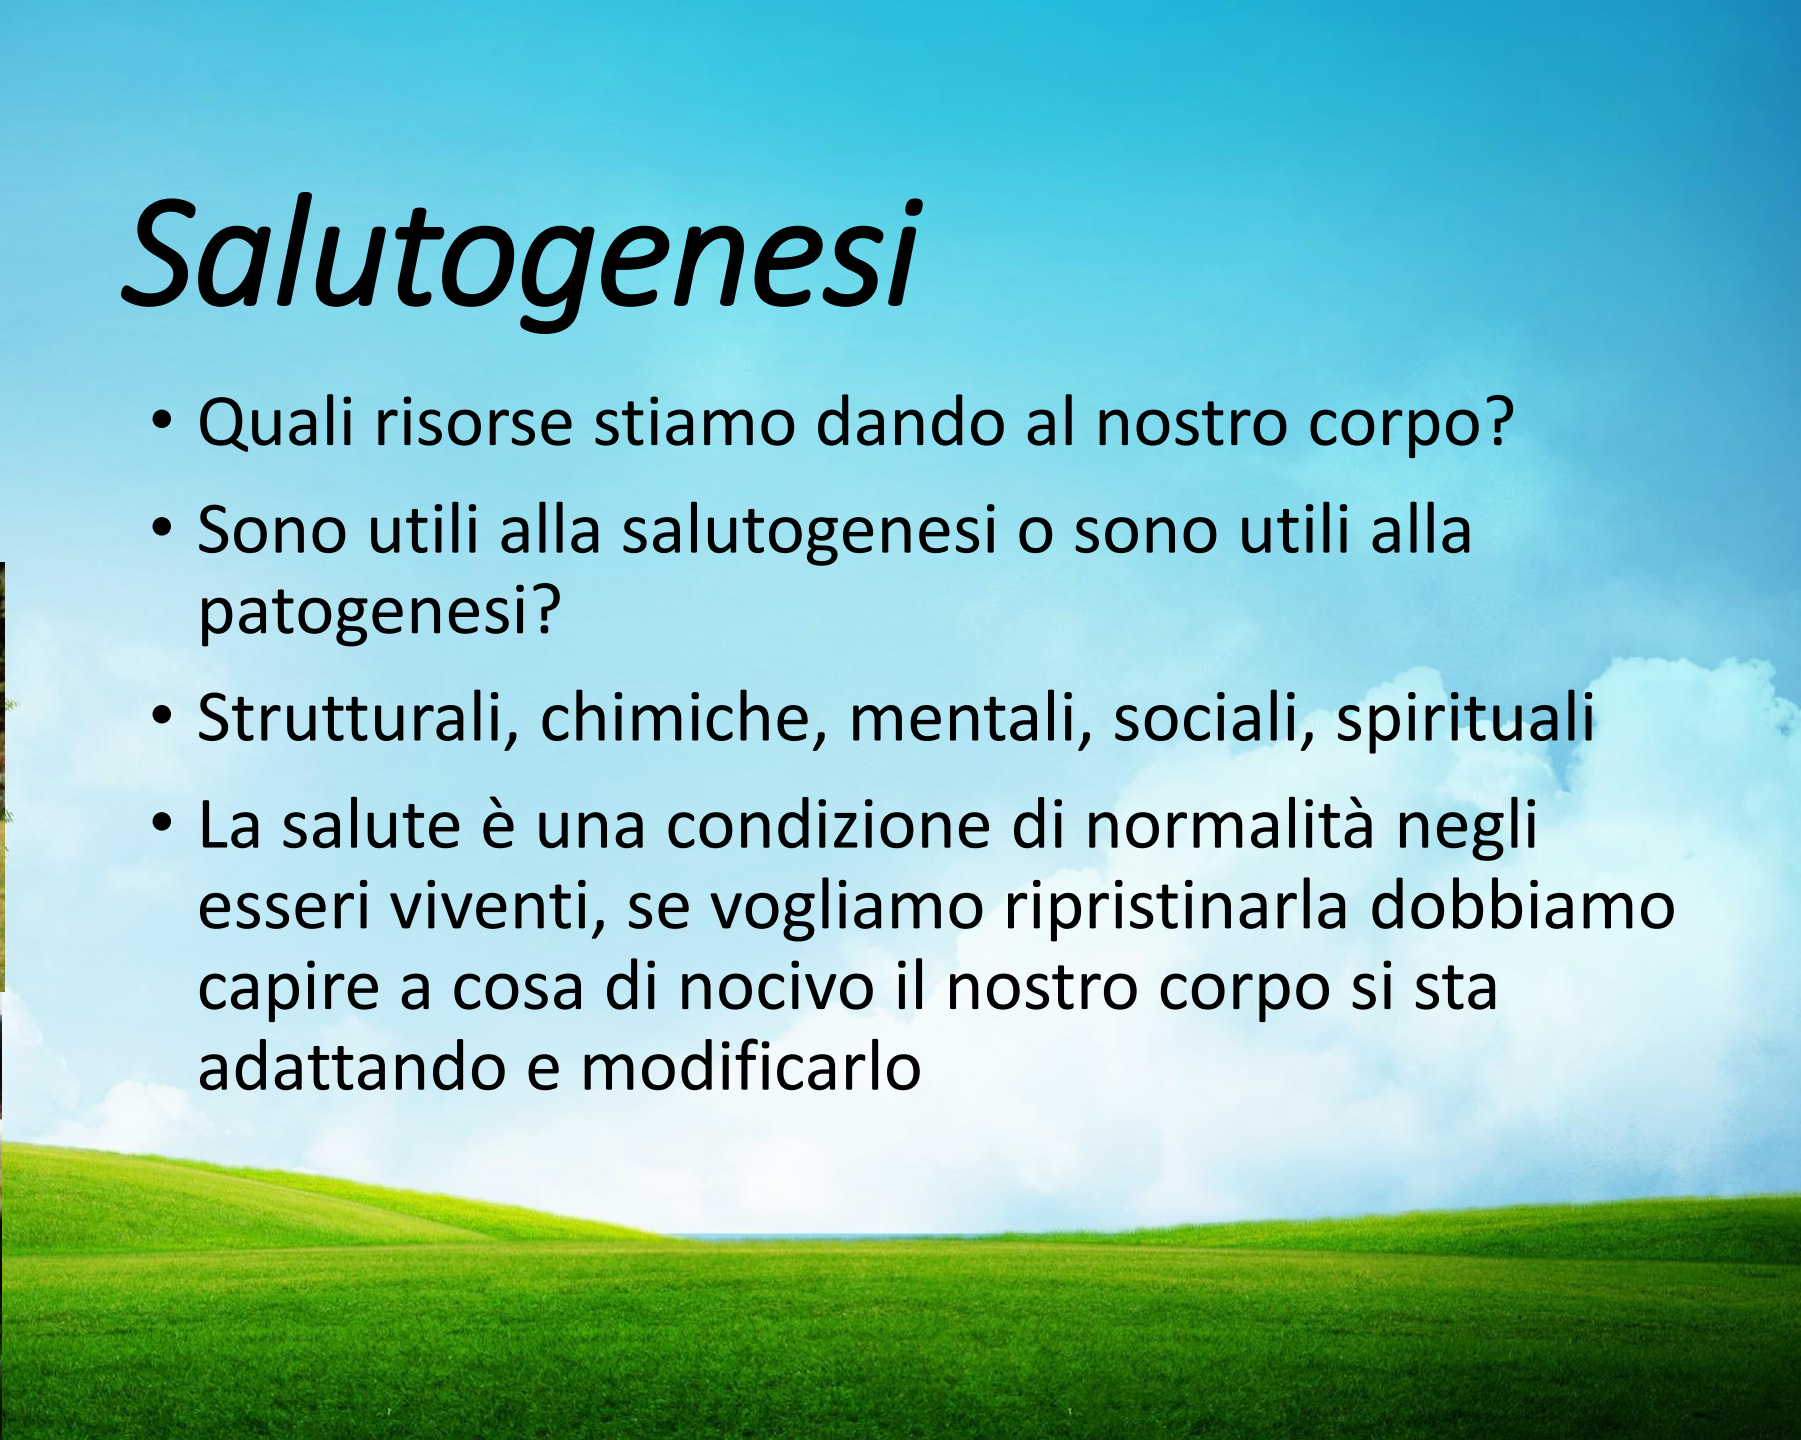 Salutogenesi
• Quali risorse stiamo dando al nostro corpo?
• Sono utili alla salutogenesi o sono utili alla
patogenesi?
• Strutturali, chimiche, mentali, sociali, spirituali
• La salute è una condizione di normalità negli
esseri viventi, se vogliamo ripristinarla dobbiamo
capire a cosa di nocivo il nostro corpo si sta
adattando e modificarlo